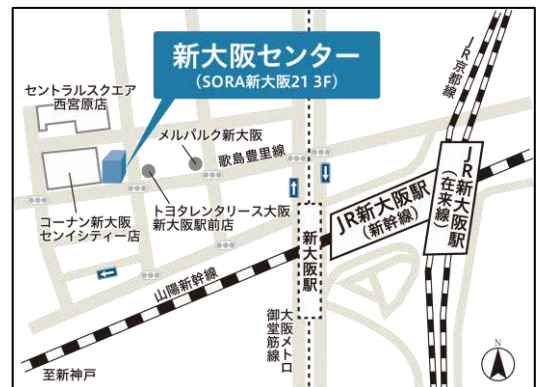 新大阪センター
（SORA新大阪21 3F）
セントラルスクエア
西宮原店
メルパルク新大阪
歌島豊里線
JR京都線
コーナン新大阪
センイシティー店
トヨタレンタリース大阪
新大阪駅前店
JR新大阪駅
（新幹線）
JR新大阪駅
（在来線）
新大阪駅
山陽新幹線
大阪メトロ
御堂筋線
至新神戸
N